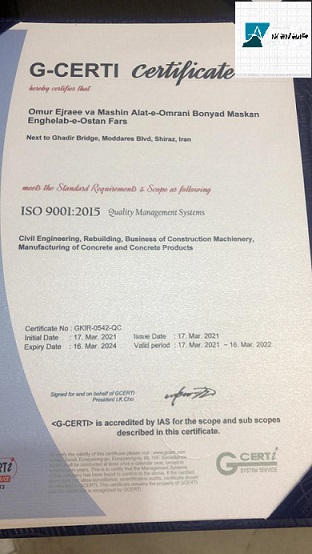 G-CERTI certificate
hereby certifies that
Omur Ejraee va Mashin Alat-e-Omrani Bonyad Maskan
Enghelab-e-Ostan Fars
Next to Ghadir Bridge, Moddares Blvd, Shiraz, Iran
meets the Standard Requirements & Scope as following
ISO 9001:2015 Quality Management Systems
Civil Engineering, Rebuilding, Business of Construction Machienery,
Manufacturing of Concrete and Concrete Products
Certificate No : GKIR-0542-QC
Initial Date : 17. Mar. 2021 Issue Date : 17. Mar. 2021
Expiry Date : 16. Mar. 2024 Valid period : 17. Mar. 2021 ~ 16. Mar. 2022
Signed for and on behalf of GCERTI
President I.K.Cho
<G-CERTI> is accredited by IAS for the scope and sub scopes
described in this certificate.
GCERTI
SYSTEM SERVICE